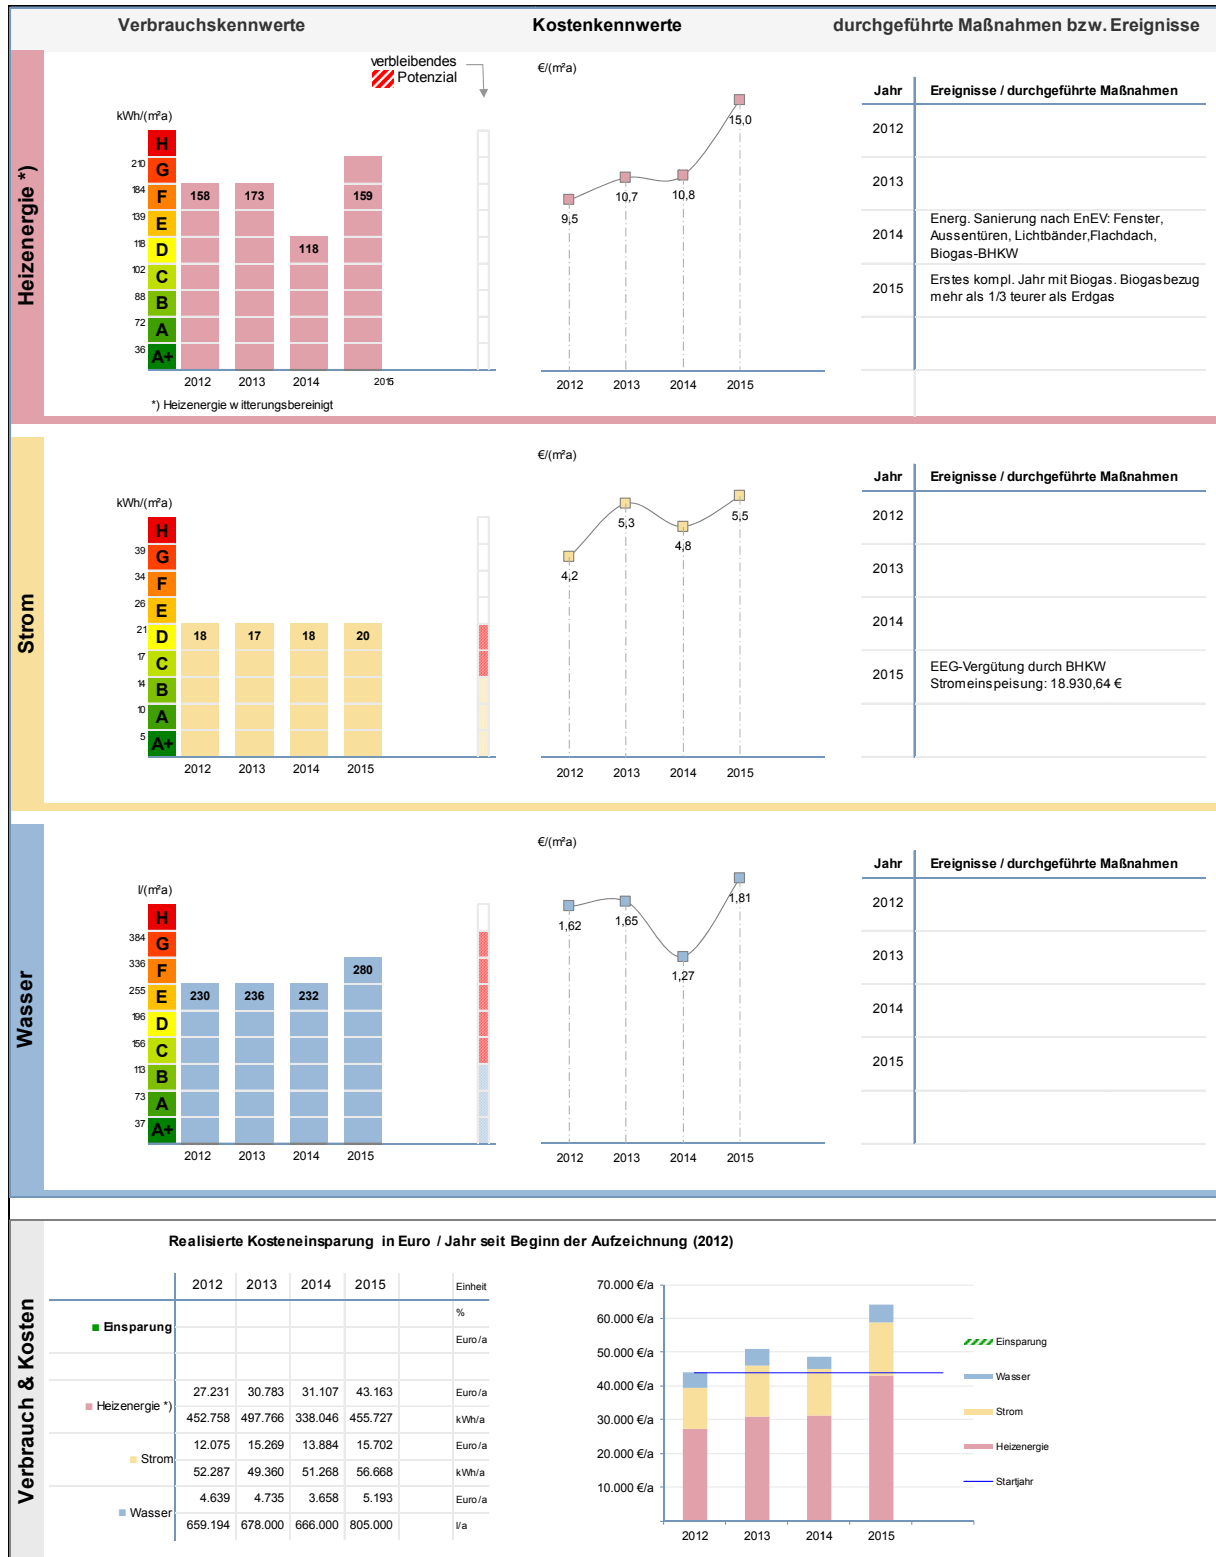 Verbrauchskennwerte
Kostenkennwerte
durchgeführte Maßnahmen bzw. Ereignisse
Heizenergie *)
verbleibendes
Potenzial
kWh/(m²a)
H
210
G
184
F
139
E
118
D
102
C
88
B
72
A
36
A+
158
173
118
159
2012
2013
2014
2015
*) Heizenergie witterungsbereinigt
€/(m²a)
9,5
10,7
10,8
15,0
2012
2013
2014
2015
Jahr Ereignisse / durchgeführte Maßnahmen
2012
2013
2014
Energ. Sanierung nach EnEV: Fenster,
Aussentüren, Lichtbänder,Flachdach,
Biogas-BHKW
2015
Erstes kompl. Jahr mit Biogas. Biogasbezug
mehr als 1/3 teurer als Erdgas
Strom
kWh/(m²a)
H
39
G
34
F
26
E
21
D
17
C
14
B
10
A
5
A+
18
17
18
20
2012
2013
2014
2015
€/(m²a)
4,2
5,3
4,8
5,5
2012
2013
2014
2015
Jahr Ereignisse / durchgeführte Maßnahmen
2012
2013
2014
2015
EEG-Vergütung durch BHKW
Stromeinspeisung: 18.930,64 €
Wasser
l/(m²a)
H
384
G
336
F
255
E
196
D
156
C
113
B
73
A
37
A+
230
236
232
280
2012
2013
2014
2015
€/(m²a)
1,62
1,65
1,27
1,81
2012
2013
2014
2015
Jahr Ereignisse / durchgeführte Maßnahmen
2012
2013
2014
2015
Verbrauch & Kosten
Realisierte Kosteneinsparung in Euro / Jahr seit Beginn der Aufzeichnung (2012)
2012 2013 2014 2015 Einheit
%
Einsparung
Euro/a
27.231 30.783 31.107 43.163 Euro/a
Heizenergie *)
452.758 497.766 338.046 455.727 kWh/a
12.075 15.269 13.884 15.702 Euro/a
Strom
52.287 49.360 51.268 56.668 kWh/a
4.639 4.735 3.658 5.193 Euro/a
Wasser
659.194 678.000 666.000 805.000 l/a
70.000 €/a
60.000 €/a
50.000 €/a
40.000 €/a
30.000 €/a
20.000 €/a
10.000 €/a
2012
2013
2014
2015
Einsparung
Wasser
Strom
Heizenergie
Startjahr